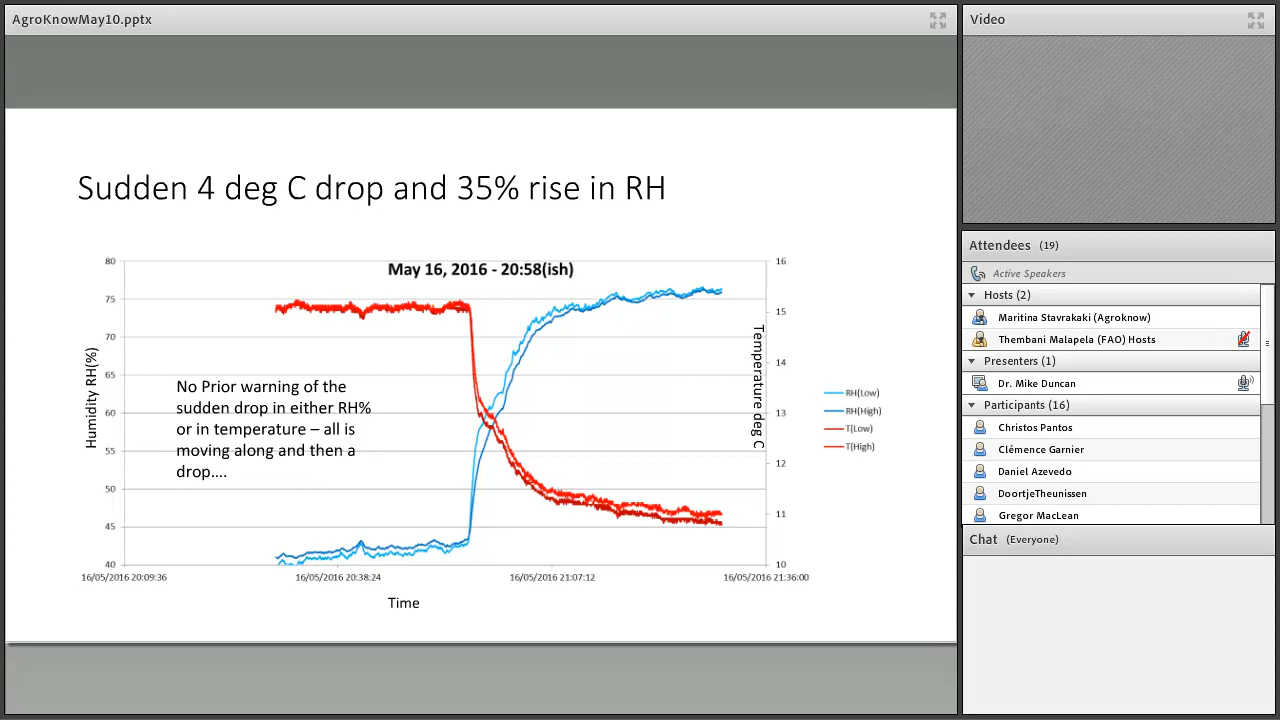 AgroKnowMay10.pptx
Sudden 4 deg C drop and 35% rise in RH
May 16, 2016 - 20:58(ish)
80
75
70
65
60
55
50
45
40
Humidity RH(%)
No Prior warning of the
sudden drop in either RH%
or in temperature – all is
moving along and then a
drop....
16
15
14
13
12
11
10
Temperature deg C
RH(Low)
RH(High)
T(Low)
T(High)
16/05/2016 20:09:36
16/05/2016 20:38:24
16/05/2016 21:07:12
16/05/2016 21:36:00
Time
Video
Attendees (19)
Active Speakers
Hosts (2)
Maritina Stavrakaki (Agroknow)
Thembani Malapela (FAO) Hosts
Presenters (1)
Dr. Mike Duncan
Participants (16)
Christos Pantos
Clémence Garnier
Daniel Azevedo
DoortjeTheunissen
Gregor MacLean
Chat (Everyone)